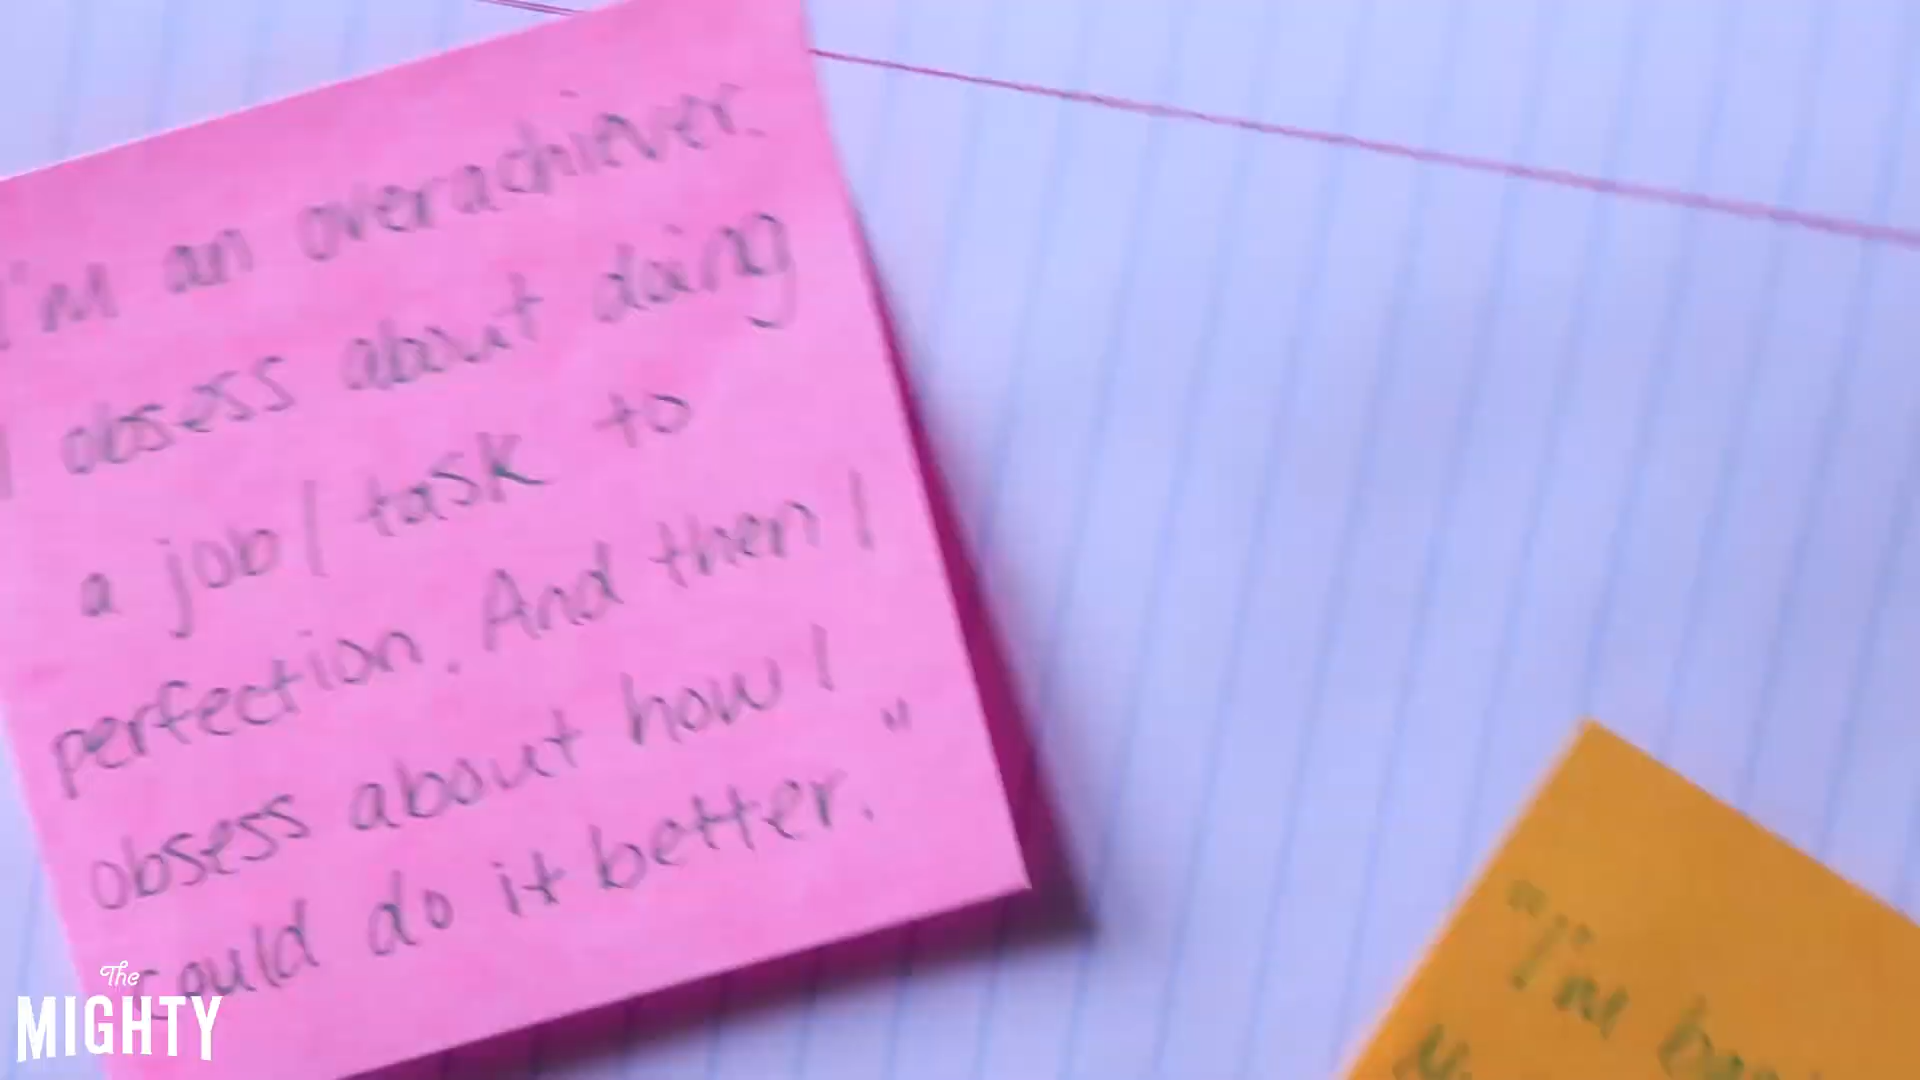 I'm an overachiever.
I obsess about doing
a job/task to
perfection. And then I
obsess about how I
could do it better."
"I've
The
MIGHTY